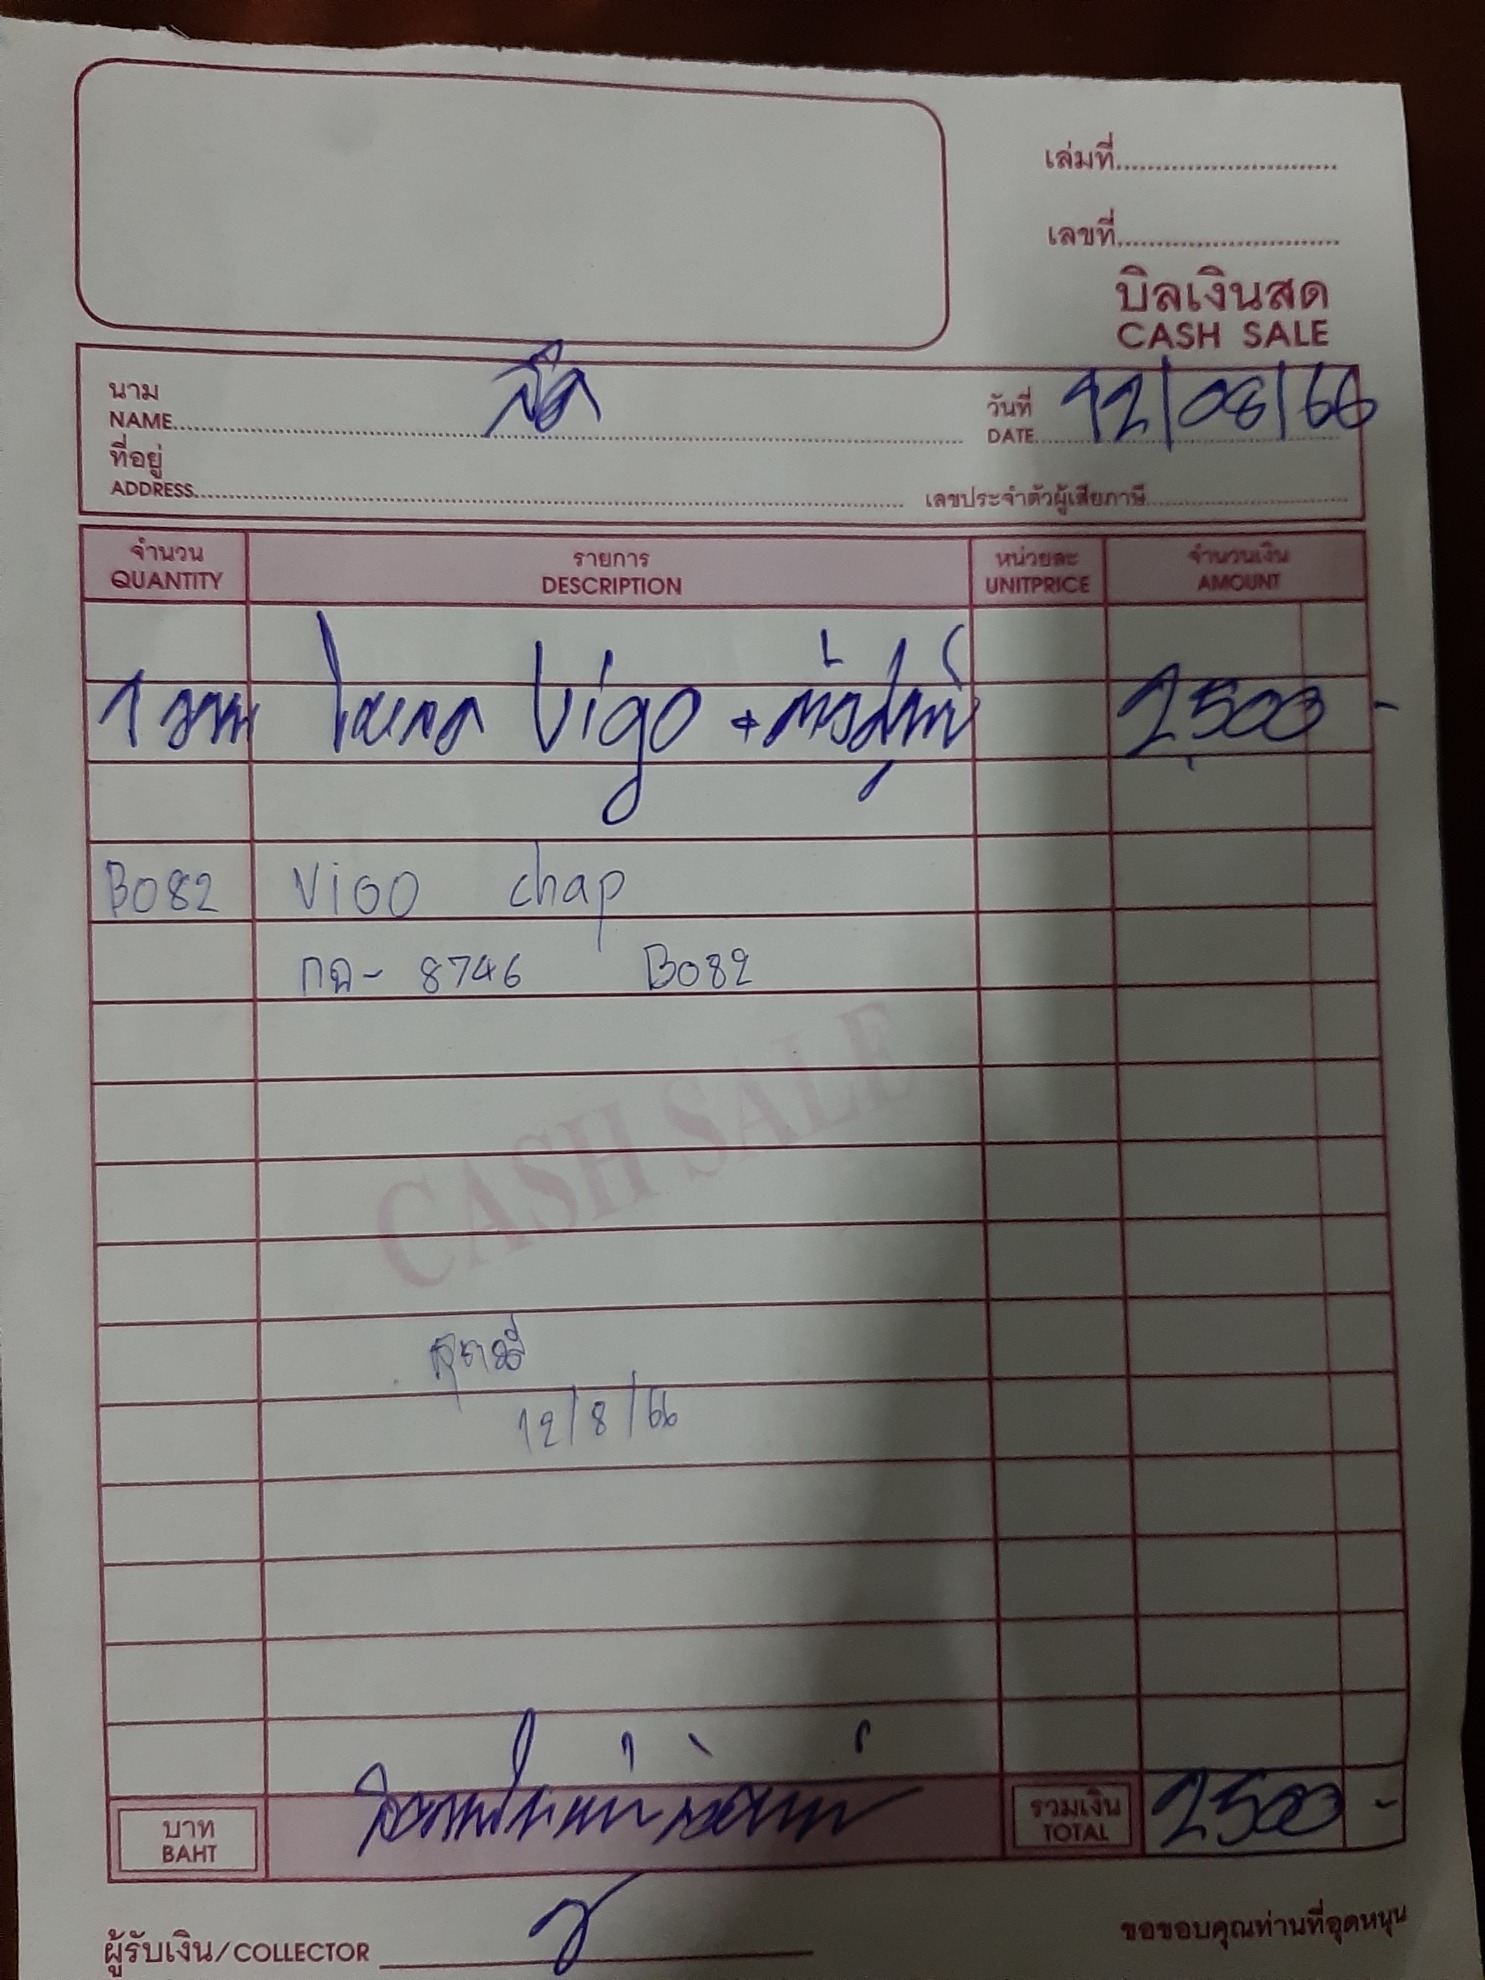 เล่มที่
เลขที่
บิลเงินสด
CASH SALE
นาม
NAME
วันที่
DATE 12/08/66
ที่อยู่
ADDRESS
เลขประจำตัวผู้เสียภาษี
จำนวน รายการ หน่วยละ จำนวนเงิน
QUANTITY DESCRIPTION UNITPRICE AMOUNT
1 Vigo + 2,500 -
B082 ViGO chap
กฉ - 8746 B082
CASH SALE
12/8/66
บาท รวมเงิน 2500 -
BAHT TOTAL
ผู้รับเงิน/COLLECTOR
ขอขอบคุณท่านที่อุดหนุน